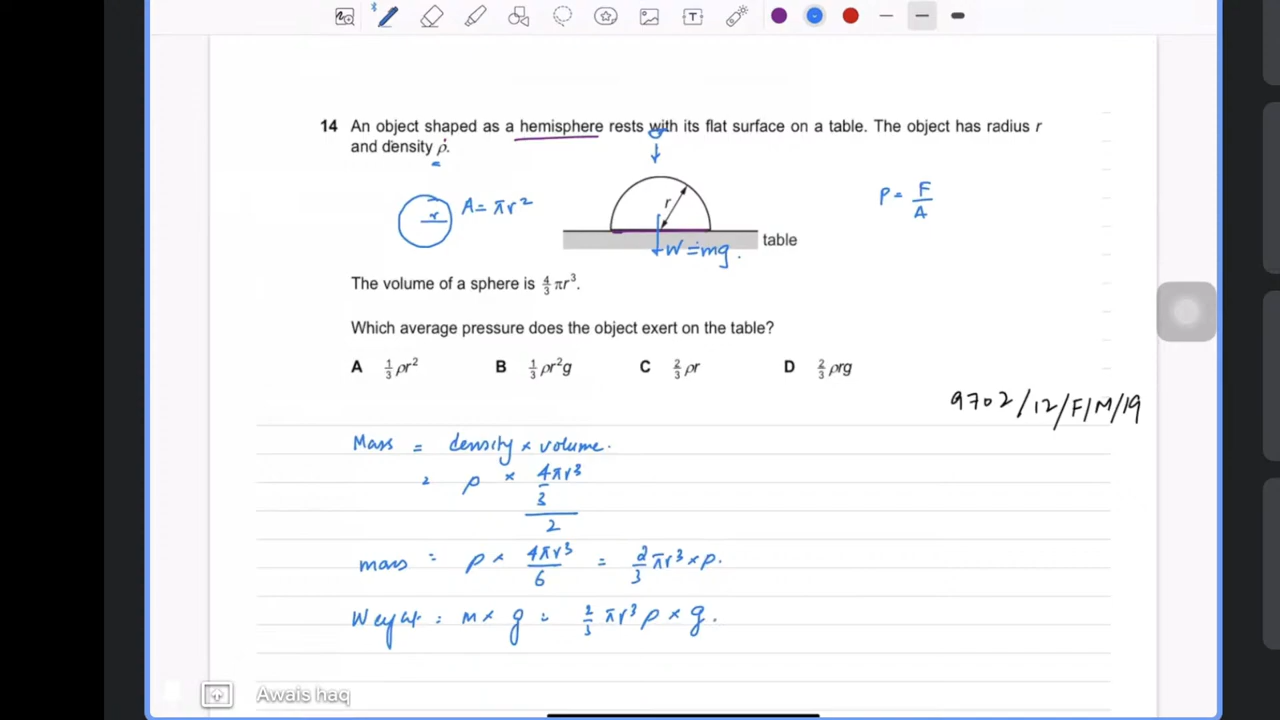 14 An object shaped as a hemisphere rests with its flat surface on a table. The object has radius r
and density ρ.
r A = πr²
P = F/A
r
W = mg.
table
The volume of a sphere is 4/3 πr³.
Which average pressure does the object exert on the table?
A 1/3 ρr² B 1/3 ρr²g C 2/3 ρr D 2/3 ρrg
9702/12/F/M/19
Mass = density × volume.
= ρ × (4πr³/3)/2
mass = ρ × 4πr³/6 = 2/3 πr³ × ρ.
Weight = m × g = 2/3 πr³ρ × g.
Awais haq